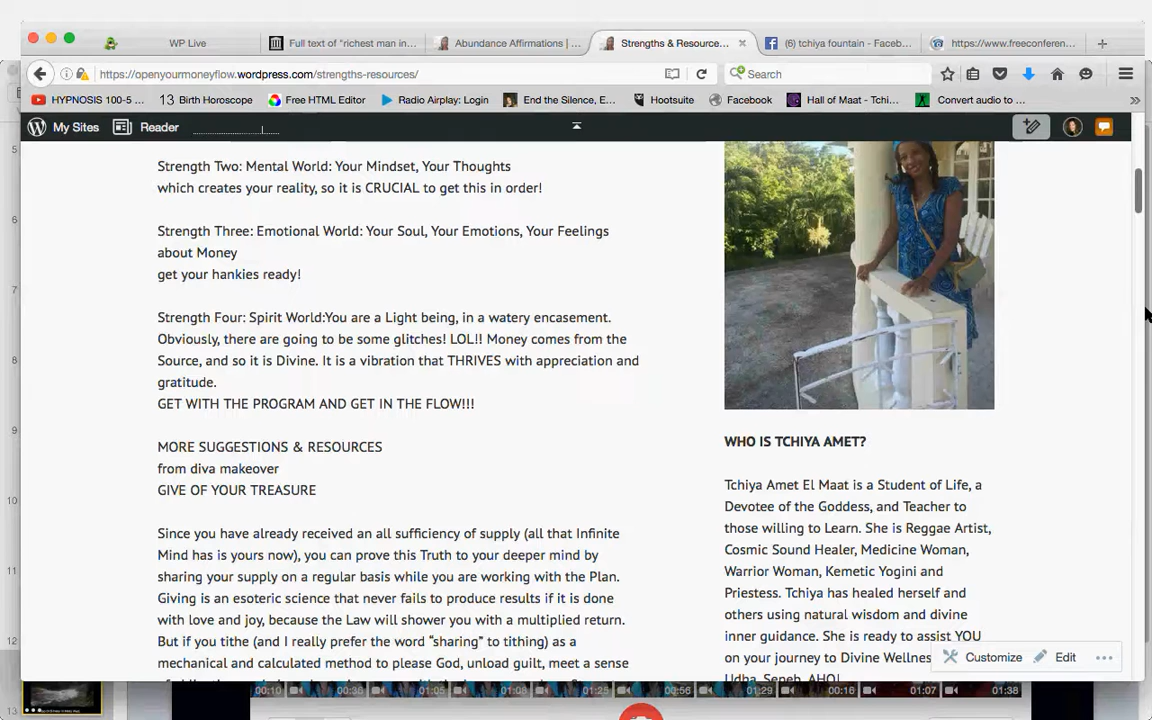 WP Live
Full text of "richest man in...
Abundance Affirmations | ...
Strengths & Resource...
(6) tchiya fountain - Faceb...
https://www.freeconferen...
https://openyourmoneyflow.wordpress.com/strengths-resources/
Search
HYPNOSIS 100-5 ...
13 Birth Horoscope
Free HTML Editor
Radio Airplay: Login
End the Silence, E...
Hootsuite
Facebook
Hall of Maat - Tchi...
Convert audio to ...
My Sites
Reader
Strength Two: Mental World: Your Mindset, Your Thoughts
which creates your reality, so it is CRUCIAL to get this in order!
Strength Three: Emotional World: Your Soul, Your Emotions, Your Feelings
about Money
get your hankies ready!
Strength Four: Spirit World:You are a Light being, in a watery encasement.
Obviously, there are going to be some glitches! LOL!! Money comes from the
Source, and so it is Divine. It is a vibration that THRIVES with appreciation and
gratitude.
GET WITH THE PROGRAM AND GET IN THE FLOW!!!
MORE SUGGESTIONS & RESOURCES
from diva makeover
GIVE OF YOUR TREASURE
Since you have already received an all sufficiency of supply (all that Infinite
Mind has is yours now), you can prove this Truth to your deeper mind by
sharing your supply on a regular basis while you are working with the Plan.
Giving is an esoteric science that never fails to produce results if it is done
with love and joy, because the Law will shower you with a multiplied return.
But if you tithe (and I really prefer the word “sharing” to tithing) as a
mechanical and calculated method to please God, unload guilt, meet a sense
WHO IS TCHIYA AMET?
Tchiya Amet El Maat is a Student of Life, a
Devotee of the Goddess, and Teacher to
those willing to Learn. She is Reggae Artist,
Cosmic Sound Healer, Medicine Woman,
Warrior Woman, Kemetic Yogini and
Priestess. Tchiya has healed herself and
others using natural wisdom and divine
inner guidance. She is ready to assist YOU
on your journey to Divine Wellnes
Udha, Seneb, AHO!
Customize
Edit
5
6
7
8
9
10
11
12
13
00:10
00:36
01:05
01:08
01:25
00:56
01:29
00:16
01:07
01:38